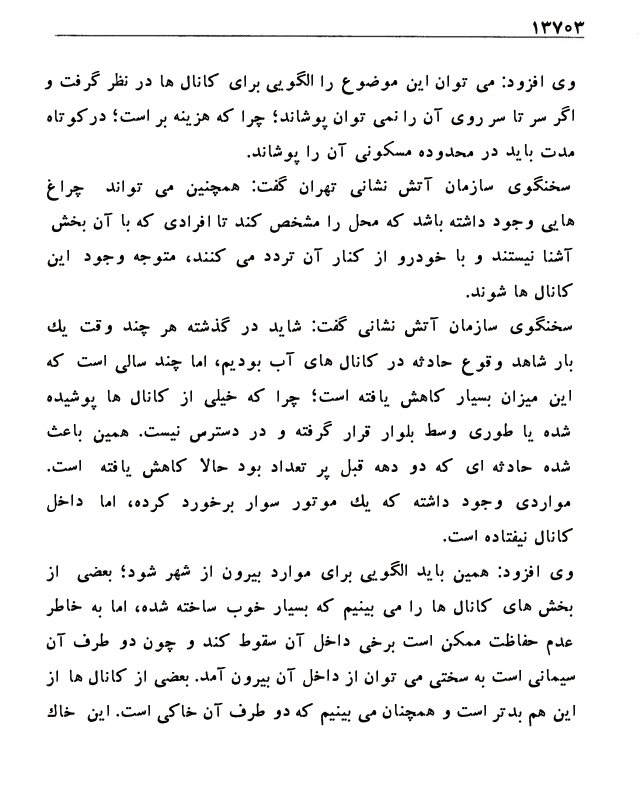 ۱۳۷۰۳
وی افزود: می توان این موضوع را الگویی برای کانال ها در نظر گرفت و
اگر سر تا سر روی آن را نمی توان پوشاند؛ چرا که هزینه بر است؛ در کوتاه
مدت باید در محدوده مسکونی آن را پوشاند.
سخنگوی سازمان آتش نشانی تهران گفت: همچنین می تواند چراغ
هایی وجود داشته باشد که محل را مشخص کند تا افرادی که با آن بخش
آشنا نیستند و با خودرو از کنار آن تردد می کنند، متوجه وجود این
کانال ها شوند.
سخنگوی سازمان آتش نشانی گفت: شاید در گذشته هر چند وقت یك
بار شاهد وقوع حادثه در کانال های آب بودیم، اما چند سالی است که
این میزان بسیار کاهش یافته است؛ چرا که خیلی از کانال ها پوشیده
شده یا طوری وسط بلوار قرار گرفته و در دسترس نیست. همین باعث
شده حادثه ای که دو دهه قبل پر تعداد بود حالا کاهش یافته است.
مواردی وجود داشته که یك موتور سوار برخورد کرده، اما داخل
کانال نیفتاده است.
وی افزود: همین باید الگویی برای موارد بیرون از شهر شود؛ بعضی از
بخش های کانال ها را می بینیم که بسیار خوب ساخته شده، اما به خاطر
عدم حفاظت ممکن است برخی داخل آن سقوط کند و چون دو طرف آن
سیمانی است به سختی می توان از داخل آن بیرون آمد. بعضی از کانال ها از
این هم بدتر است و همچنان می بینیم که دو طرف آن خاکی است. این خاك